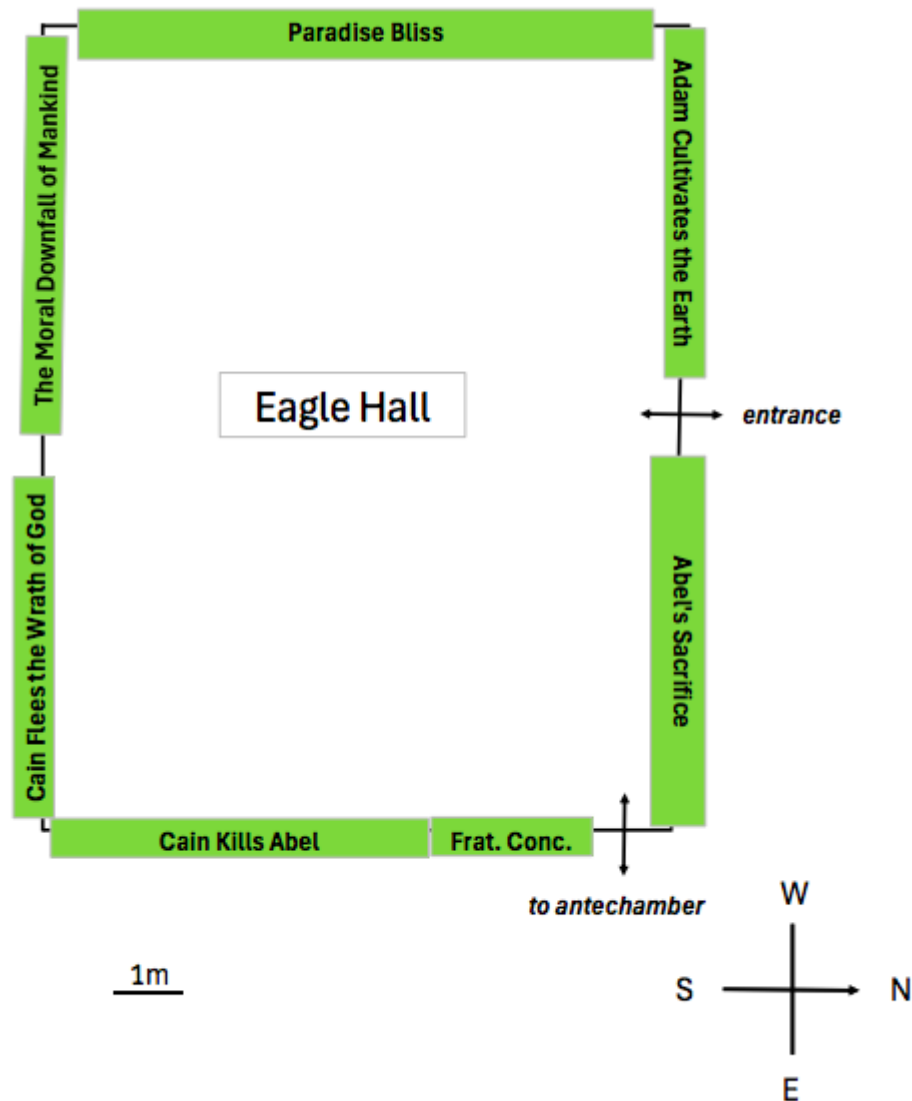 Paradise Bliss
The Moral Downfall of Mankind
Adam Cultivates the Earth
Eagle Hall
entrance
Cain Flees the Wrath of God
Abel's Sacrifice
Cain Kills Abel
Frat. Conc.
to antechamber
1m
W
S
N
E